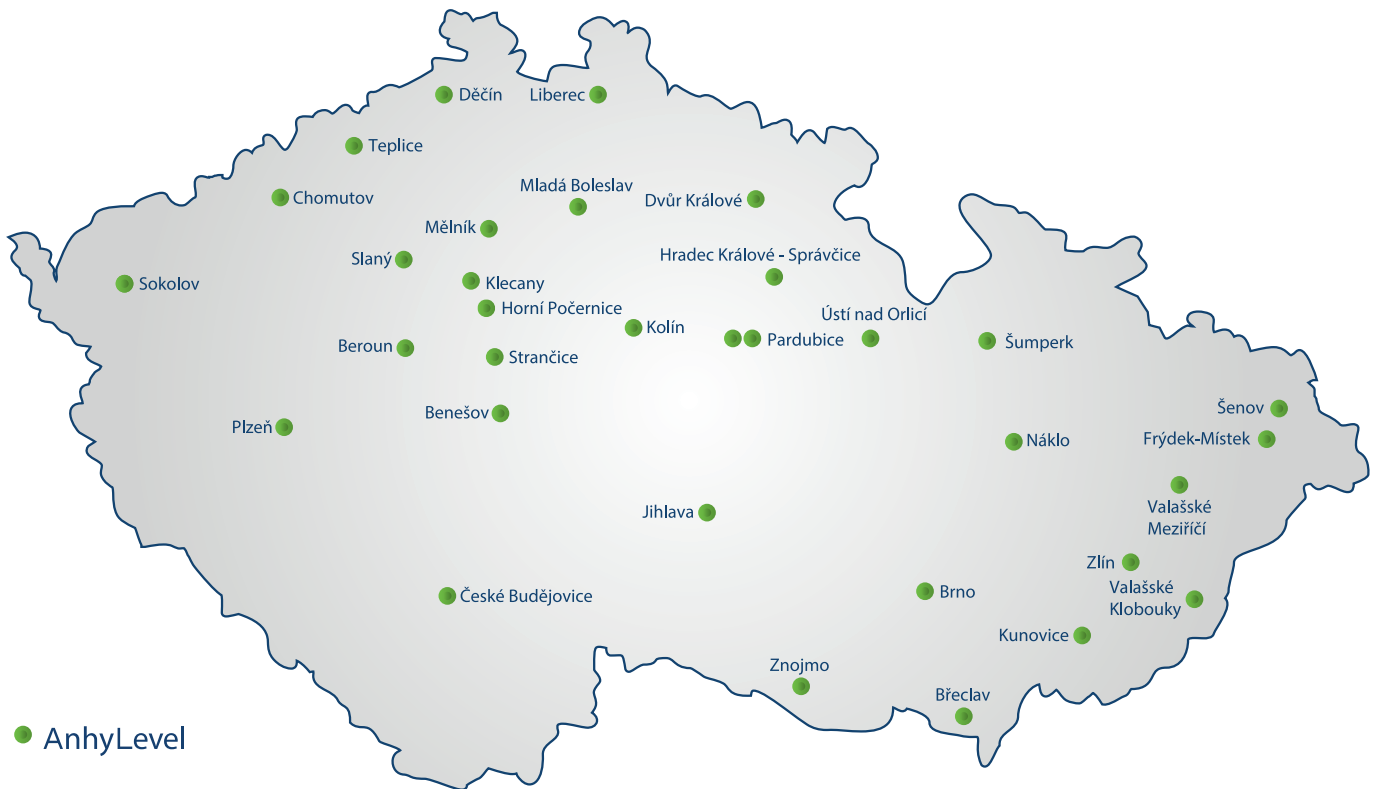 Děčín
Liberec
Teplice
Chomutov
Mladá Boleslav
Dvůr Králové
Mělník
Slaný
Hradec Králové - Správčice
Sokolov
Klecany
Horní Počernice
Kolín
Ústí nad Orlicí
Pardubice
Beroun
Strančice
Šumperk
Benešov
Plzeň
Šenov
Náklo
Frýdek-Místek
Jihlava
Valašské
Meziříčí
Zlín
České Budějovice
Brno
Valašské
Klobouky
Kunovice
Znojmo
Břeclav
AnhyLevel